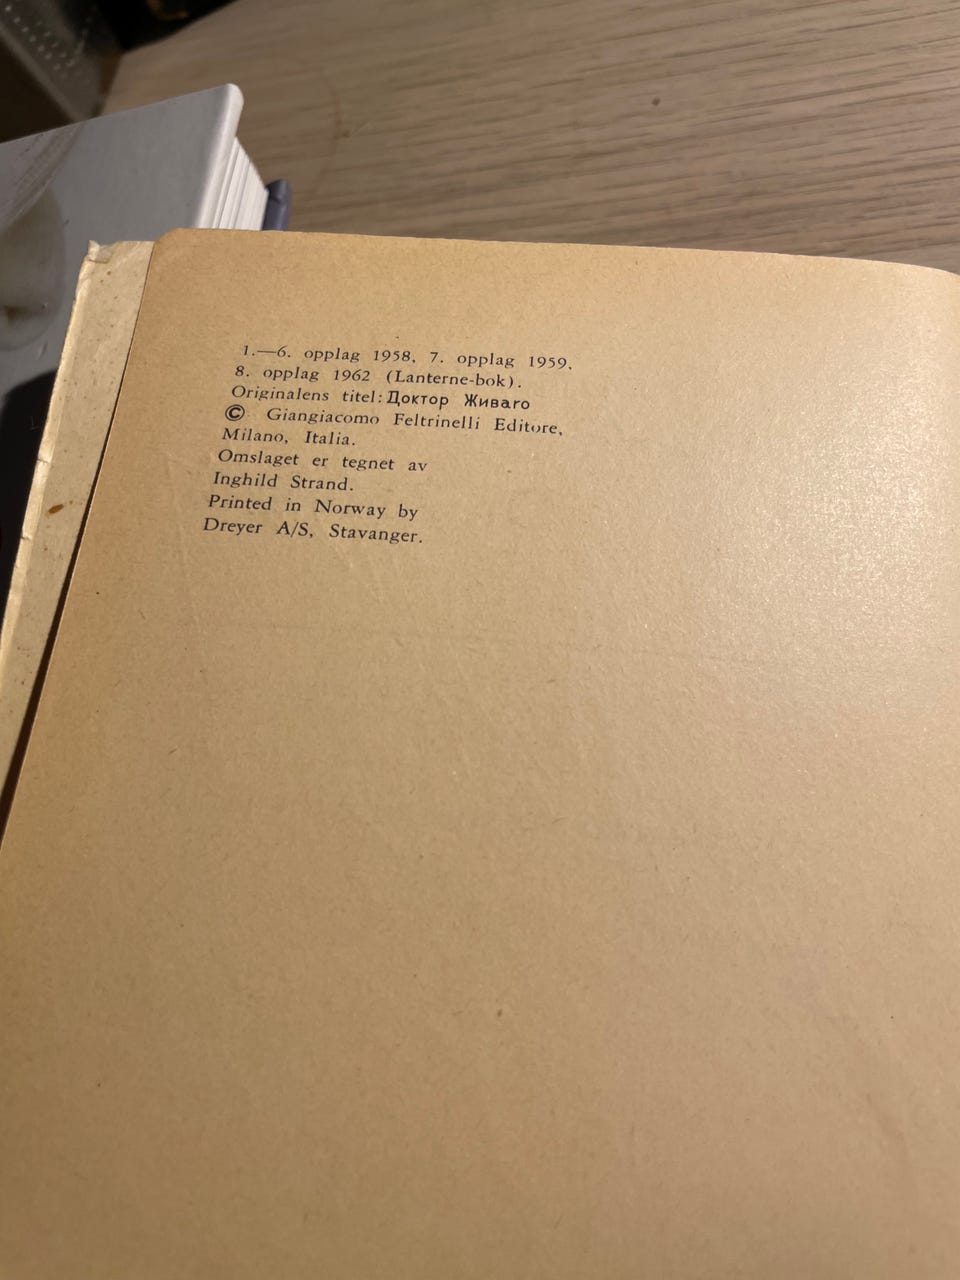 1.—6. opplag 1958, 7. opplag 1959,
8. opplag 1962 (Lanterne-bok).
Originalens titel: Доктор Живаго
© Giangiacomo Feltrinelli Editore,
Milano, Italia.
Omslaget er tegnet av
Inghild Strand.
Printed in Norway by
Dreyer A/S, Stavanger.